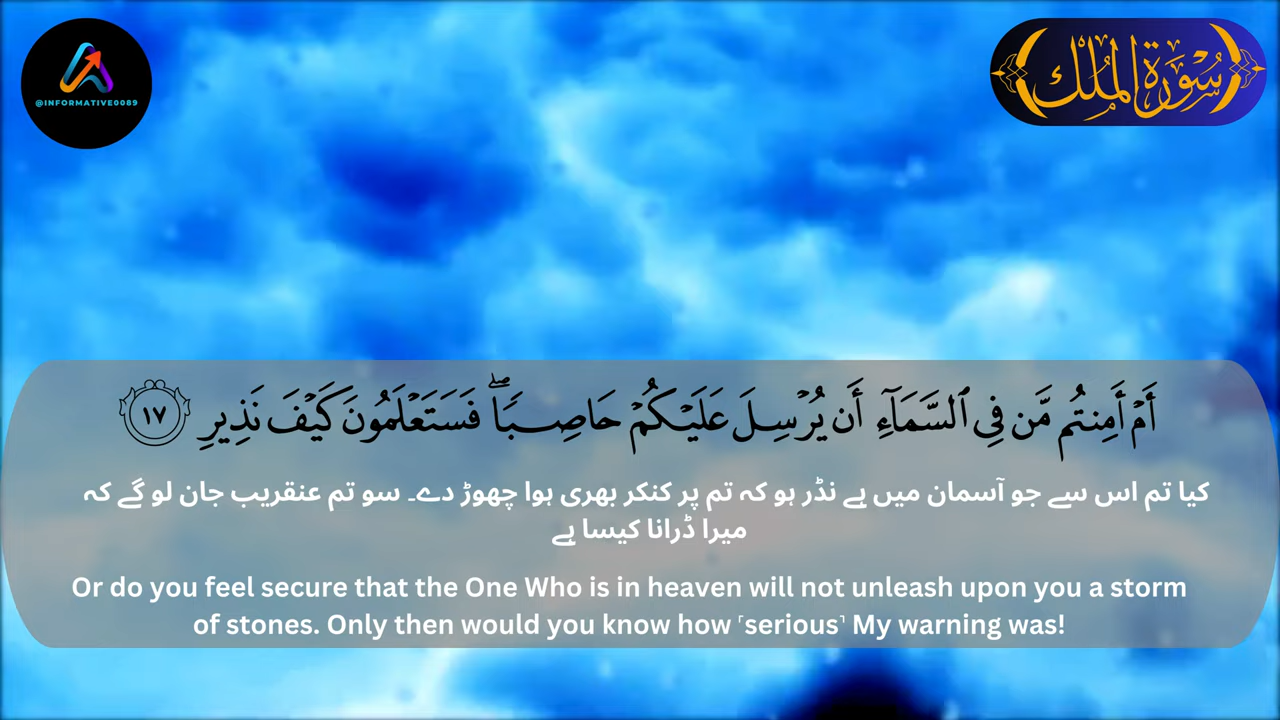 @INFORMATIVE0089
سُوْرَةُ الْمُلْك
أَمْ أَمِنتُم مَّن فِى ٱلسَّمَآءِ أَن يُرْسِلَ عَلَيْكُمْ حَاصِبًا ۖ فَسَتَعْلَمُونَ كَيْفَ نَذِيرِ ١٧
کیا تم اس سے جو آسمان میں ہے نڈر ہو کہ تم پر کنکر بھری ہوا چھوڑ دے۔ سو تم عنقریب جان لو گے کہ
میرا ڈرانا کیسا ہے
Or do you feel secure that the One Who is in heaven will not unleash upon you a storm
of stones. Only then would you know how ˹serious˺ My warning was!